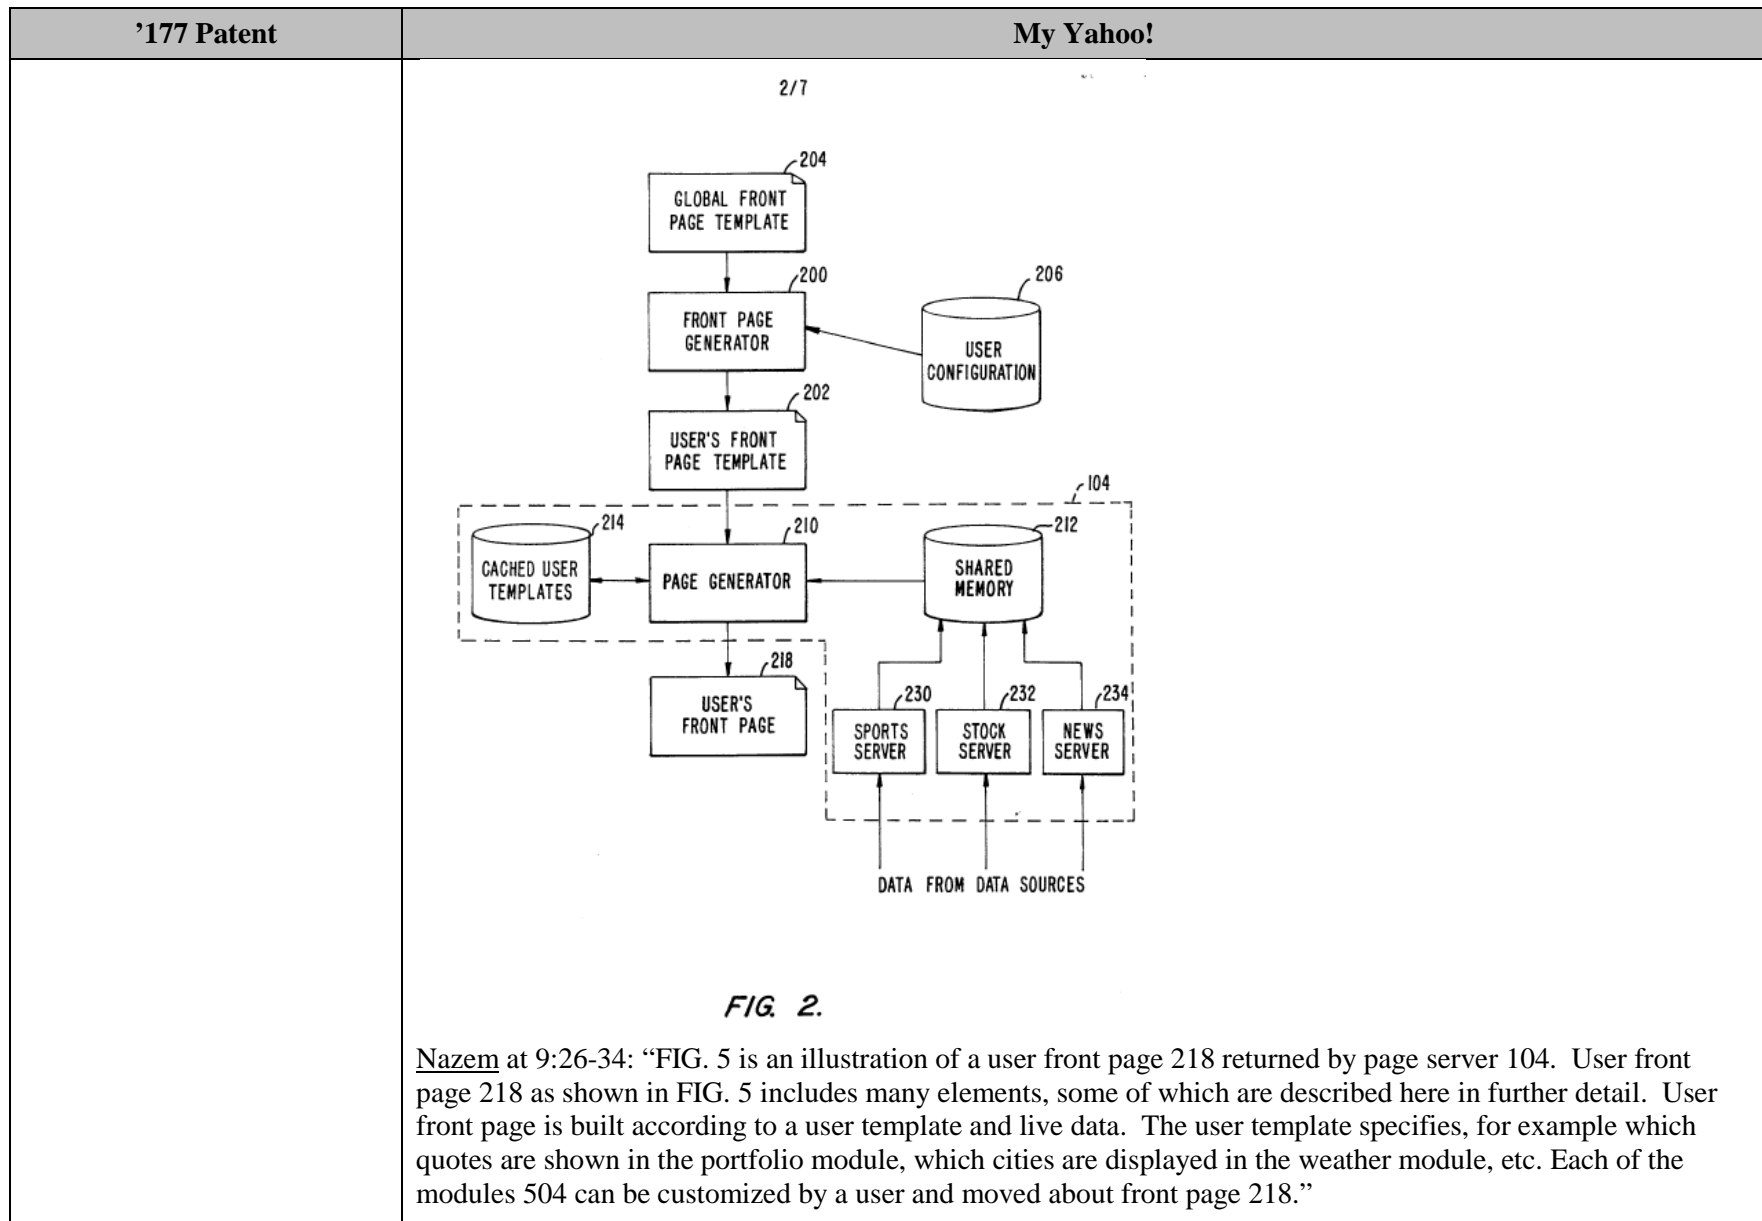 ’177 Patent
My Yahoo!
2/7
204
GLOBAL FRONT
PAGE TEMPLATE
200
206
FRONT PAGE
GENERATOR
USER
CONFIGURATION
202
USER'S FRONT
PAGE TEMPLATE
104
214
210
212
CACHED USER
TEMPLATES
PAGE GENERATOR
SHARED
MEMORY
218
USER'S
FRONT PAGE
230
232
234
SPORTS
SERVER
STOCK
SERVER
NEWS
SERVER
DATA FROM DATA SOURCES
FIG. 2.
Nazem at 9:26-34: “FIG. 5 is an illustration of a user front page 218 returned by page server 104. User front
page 218 as shown in FIG. 5 includes many elements, some of which are described here in further detail. User
front page is built according to a user template and live data. The user template specifies, for example which
quotes are shown in the portfolio module, which cities are displayed in the weather module, etc. Each of the
modules 504 can be customized by a user and moved about front page 218.”